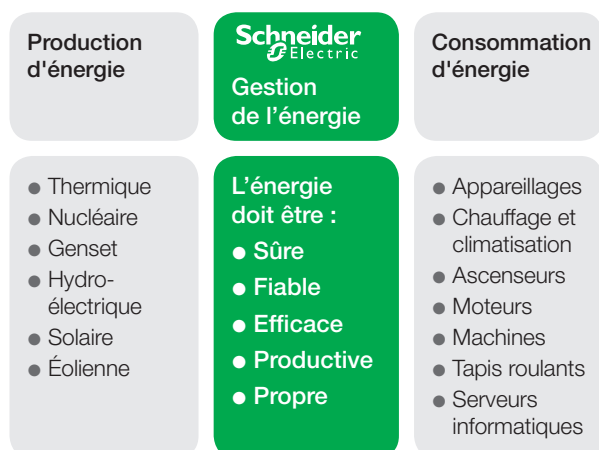 Production
d'énergie
Schneider
Electric
Gestion
de l’énergie
Consommation
d'énergie
● Thermique
● Nucléaire
● Genset
● Hydro-
électrique
● Solaire
● Éolienne
L’énergie
doit être :
● Sûre
● Fiable
● Efficace
● Productive
● Propre
● Appareillages
● Chauffage et
climatisation
● Ascenseurs
● Moteurs
● Machines
● Tapis roulants
● Serveurs
informatiques